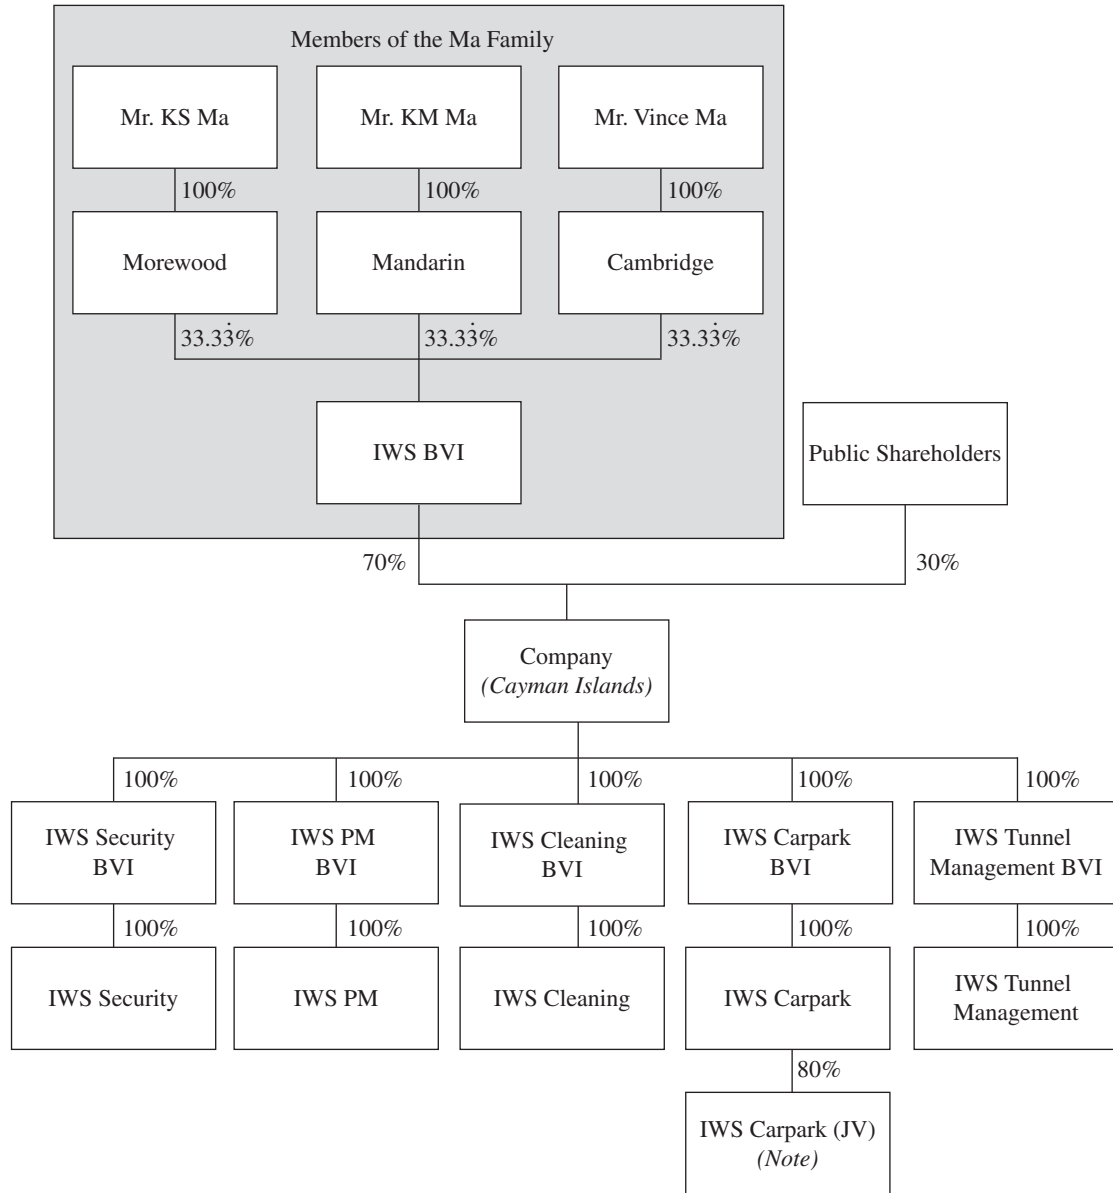 Members of the Ma Family
Mr. KS Ma
Mr. KM Ma
Mr. Vince Ma
100%
100%
100%
Morewood
Mandarin
Cambridge
33.33̇%
33.33̇%
33.33̇%
IWS BVI
Public Shareholders
70%
30%
Company
(Cayman Islands)
100%
100%
100%
100%
100%
IWS Security
BVI
IWS PM
BVI
IWS Cleaning
BVI
IWS Carpark
BVI
IWS Tunnel
Management BVI
100%
100%
100%
100%
100%
IWS Security
IWS PM
IWS Cleaning
IWS Carpark
IWS Tunnel
Management
80%
IWS Carpark (JV)
(Note)